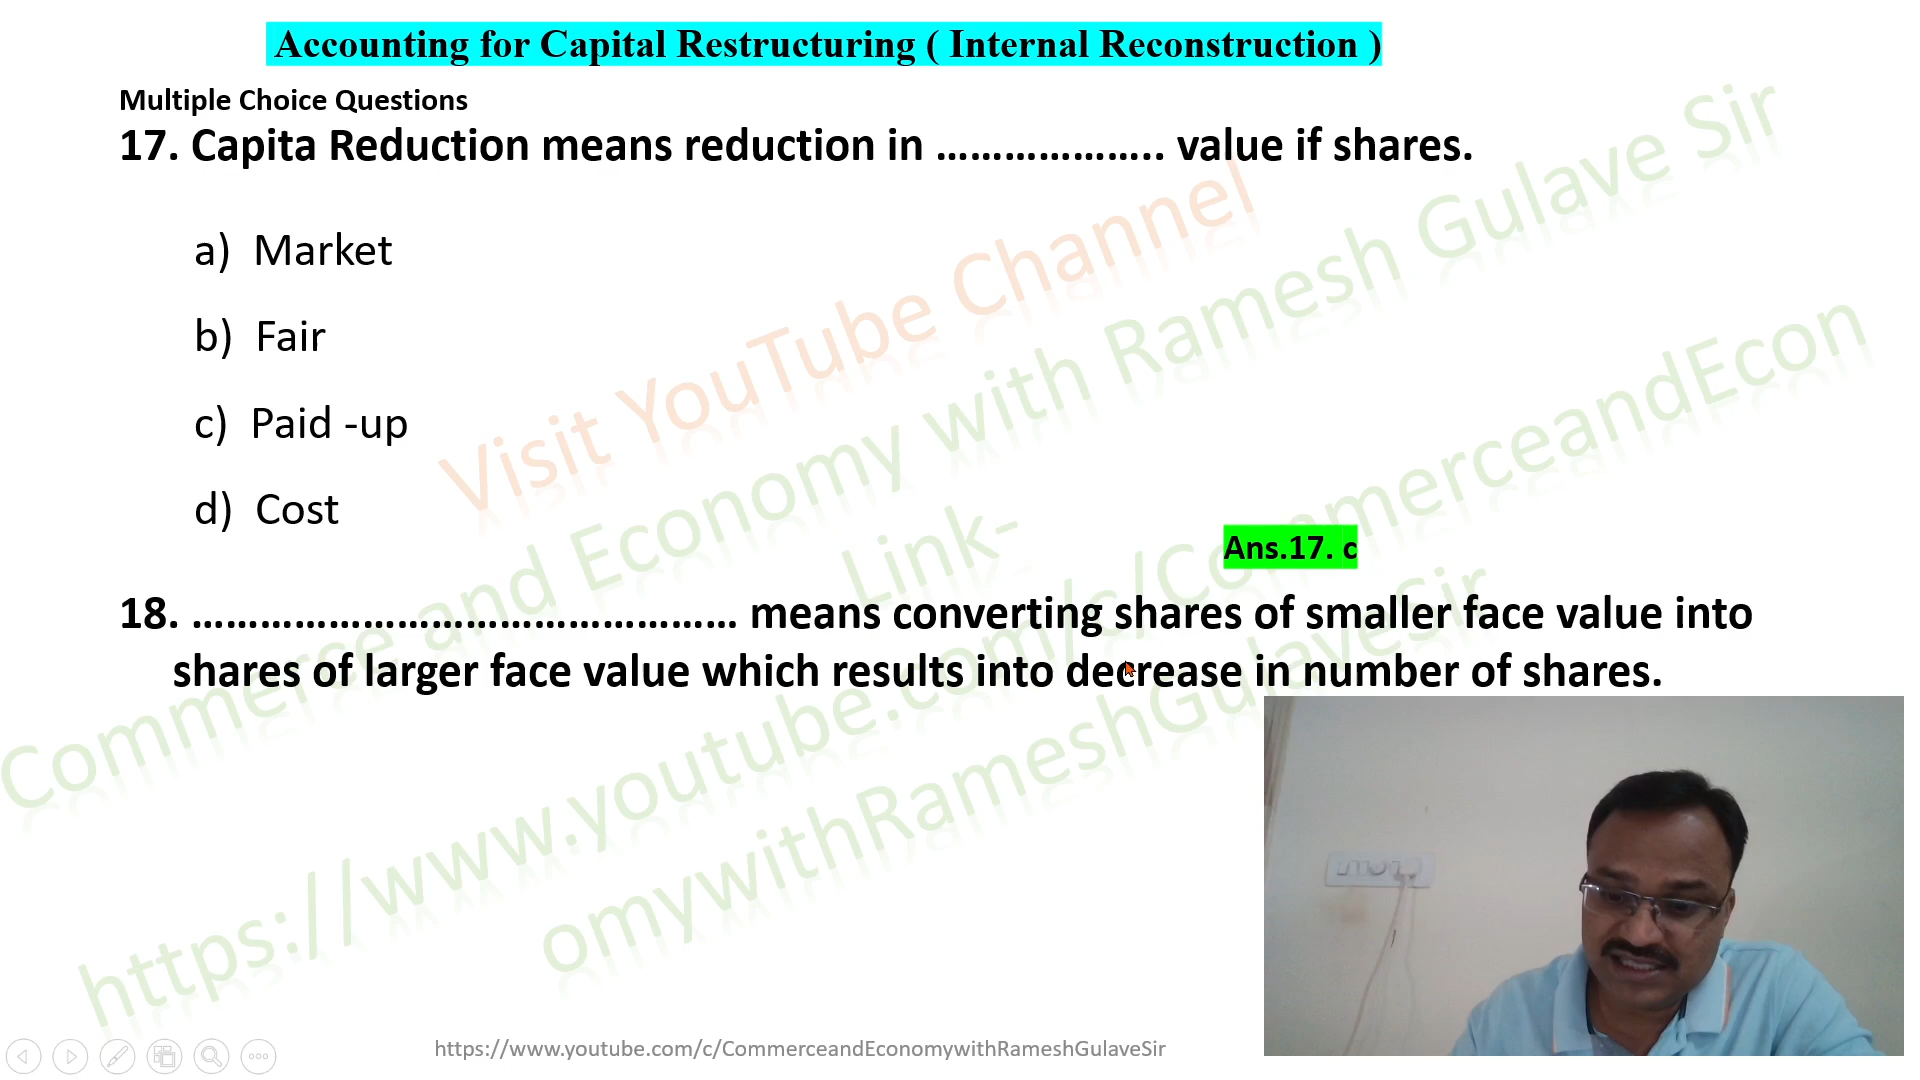 Accounting for Capital Restructuring ( Internal Reconstruction )
Multiple Choice Questions
17. Capita Reduction means reduction in ……………….. value if shares.
a) Market
b) Fair
c) Paid -up
d) Cost
Ans.17. c
18. ………………………………………… means converting shares of smaller face value into
shares of larger face value which results into decrease in number of shares.
Visit YouTube Channel
Commerse and Economy with Ramesh Gulave Sir
Link-
https://www.youtube.com/c/CommerceandEcon
omywithRameshGulaveSir
https://www.youtube.com/c/CommerceandEconomywithRameshGulaveSir